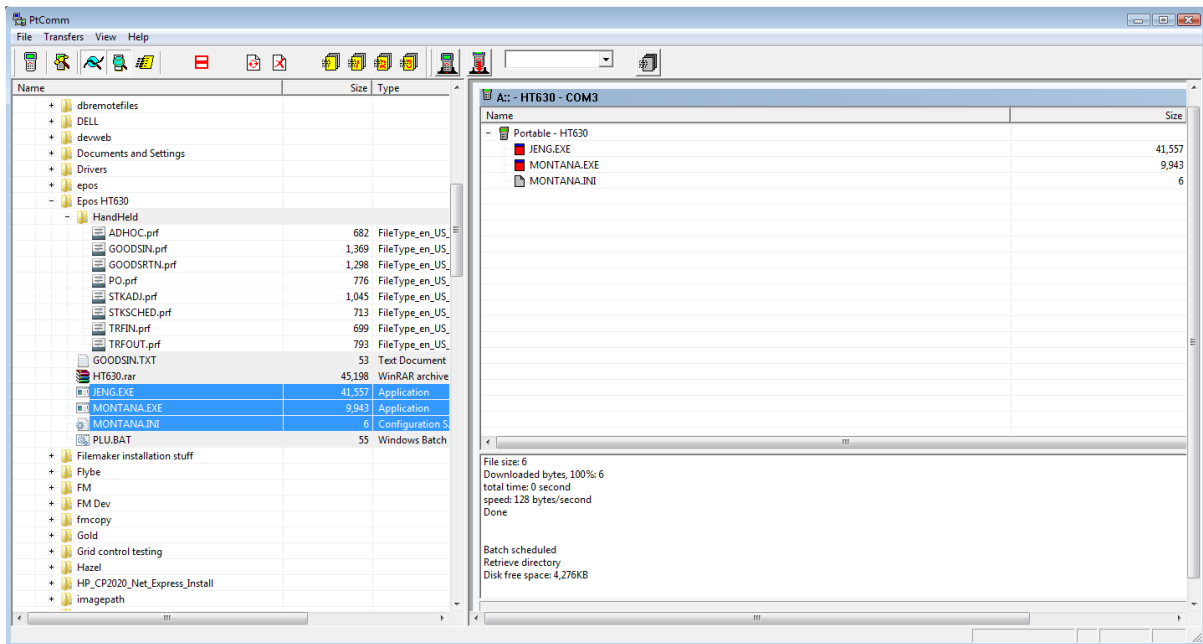 PtComm
File Transfers View Help
Name Size Type
dbremotefiles
DELL
devweb
Documents and Settings
Drivers
epos
Epos HT630
HandHeld
ADHOC.prf 682 FileType_en_US_
GOODSIN.prf 1,369 FileType_en_US_
GOODSRTN.prf 1,298 FileType_en_US_
PO.prf 776 FileType_en_US_
STKADJ.prf 1,045 FileType_en_US_
STKSCHED.prf 713 FileType_en_US_
TRFIN.prf 699 FileType_en_US_
TRFOUT.prf 793 FileType_en_US_
GOODSIN.TXT 53 Text Document
HT630.rar 45,198 WinRAR archive
JENG.EXE 41,557 Application
MONTANA.EXE 9,943 Application
MONTANA.INI 6 Configuration S
PLU.BAT 55 Windows Batch
Filemaker installation stuff
Flybe
FM
FM Dev
fmcopy
Gold
Grid control testing
Hazel
HP_CP2020_Net_Express_Install
imagepath
A:: - HT630 - COM3
Name Size
Portable - HT630
JENG.EXE 41,557
MONTANA.EXE 9,943
MONTANA.INI 6
File size: 6
Downloaded bytes, 100%: 6
total time: 0 second
speed: 128 bytes/second
Done
Batch scheduled
Retrieve directory
Disk free space: 4,276KB